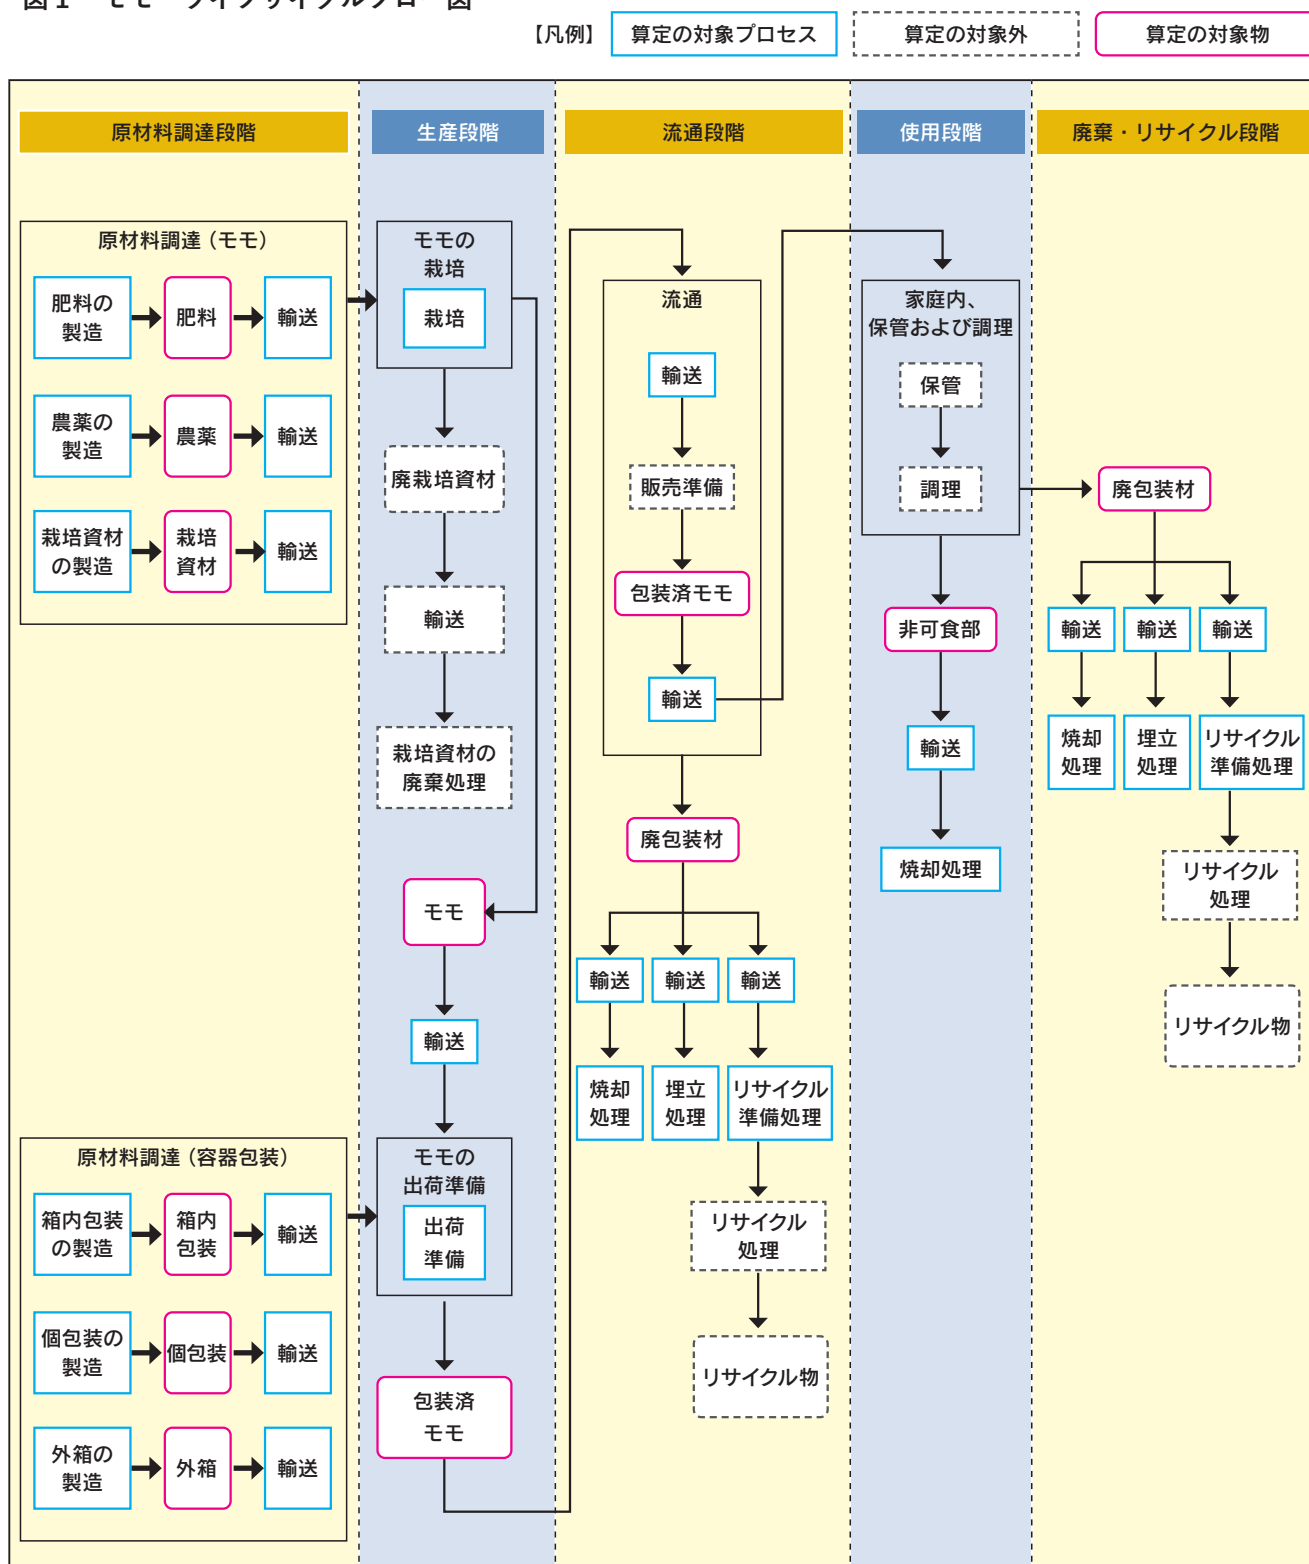 【凡例】
算定の対象プロセス
算定の対象外
算定の対象物
原材料調達段階
生産段階
流通段階
使用段階
廃棄・リサイクル段階
原材料調達（モモ）
肥料の
製造
肥料
輸送
農薬の
製造
農薬
輸送
栽培資材
の製造
栽培
資材
輸送
原材料調達（容器包装）
箱内包装
の製造
箱内
包装
輸送
個包装の
製造
個包装
輸送
外箱の
製造
外箱
輸送
モモの
栽培
栽培
廃栽培資材
輸送
栽培資材の
廃棄処理
モモ
輸送
モモの
出荷準備
出荷
準備
包装済
モモ
流通
輸送
販売準備
包装済モモ
輸送
廃包装材
輸送
輸送
輸送
焼却
処理
埋立
処理
リサイクル
準備処理
リサイクル
処理
リサイクル物
家庭内、
保管および調理
保管
調理
非可食部
輸送
焼却処理
廃包装材
輸送
輸送
輸送
焼却
処理
埋立
処理
リサイクル
準備処理
リサイクル
処理
リサイクル物